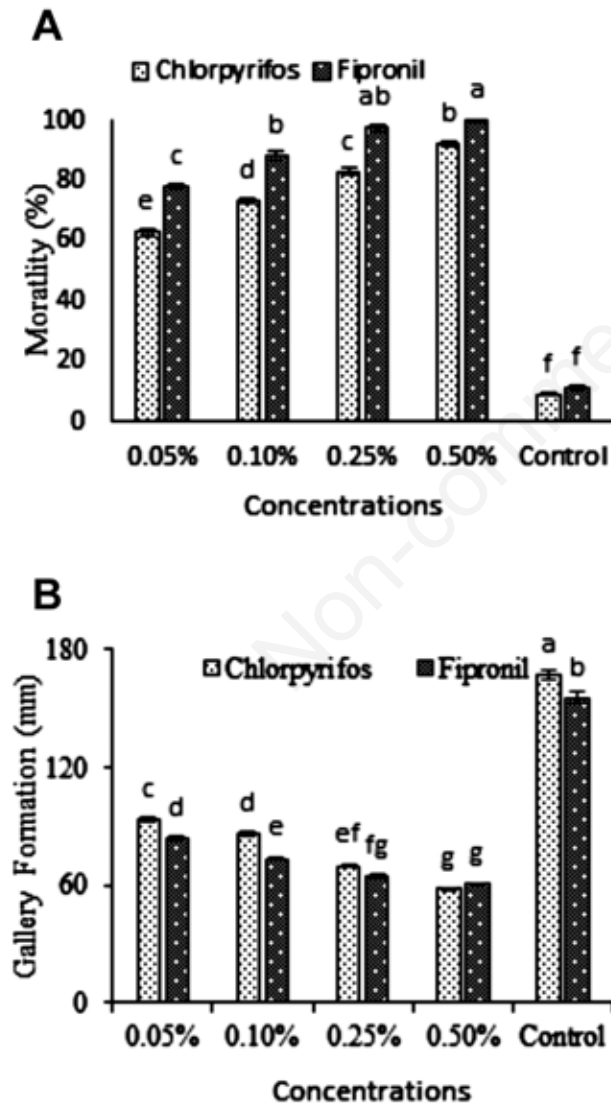 A
Chlorpyrifos Fipronil
Moratlity (%)
100
80
60
40
20
0
e c d b c ab b a f f
0.05% 0.10% 0.25% 0.50% Control
Concentrations
Non-comme
B
Chlorpyrifos Fipronil
Gallery Formation (mm)
180
120
60
0
c d d e ef fg g g a b
0.05% 0.10% 0.25% 0.50% Control
Concentrations